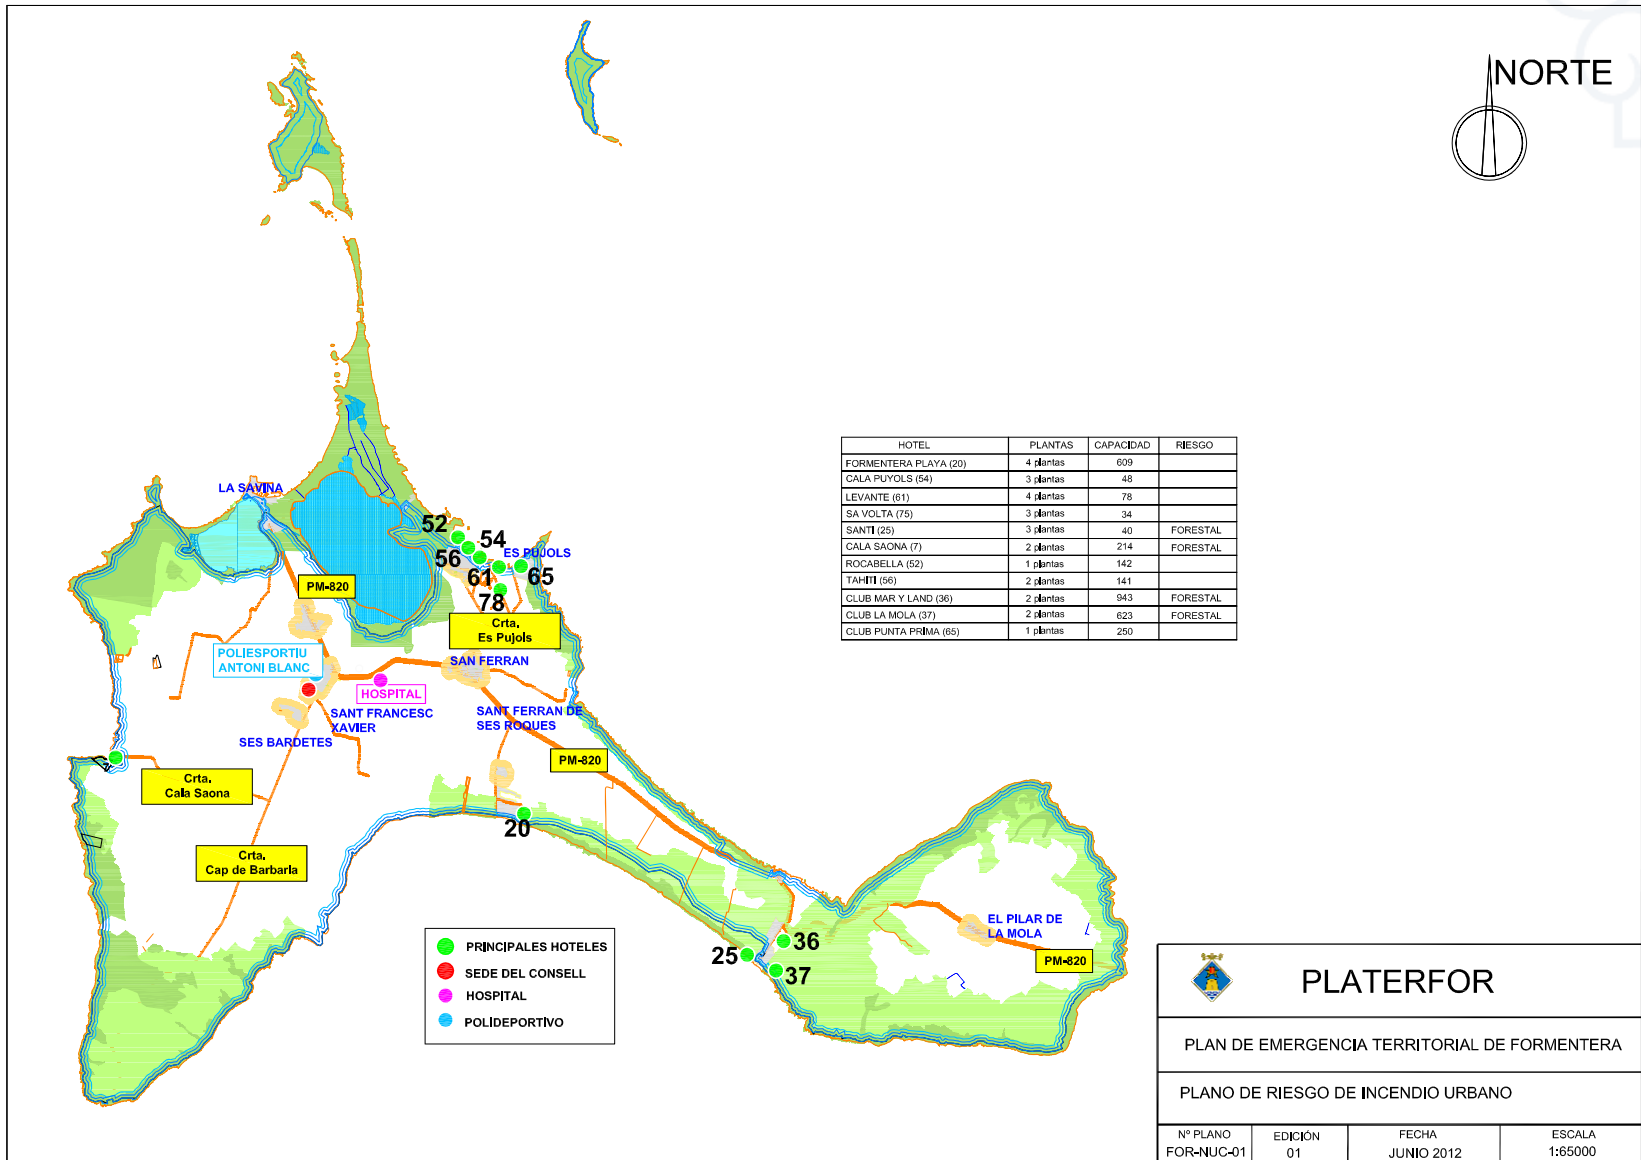 NORTE
LA SAVINA
52
54
56
ES PUJOLS
61
65
78
PM-820
Crta.
Es Pujols
POLIESPORTIU
ANTONI BLANC
SAN FERRAN
HOSPITAL
SANT FRANCESC
XAVIER
SANT FERRAN DE
SES ROQUES
SES BARDETES
PM-820
Crta.
Cala Saona
20
Crta.
Cap de Barbaria
EL PILAR DE
LA MOLA
36
25
PM-820
37
HOTEL PLANTAS CAPACIDAD RIESGO
FORMENTERA PLAYA (20) 4 plantas 609
CALA PUYOLS (54) 3 plantas 48
LEVANTE (61) 4 plantas 78
SA VOLTA (75) 3 plantas 34
SANTI (25) 3 plantas 40 FORESTAL
CALA SAONA (7) 2 plantas 214 FORESTAL
ROCABELLA (52) 1 plantas 142
TAHITI (56) 2 plantas 141
CLUB MAR Y LAND (36) 2 plantas 943 FORESTAL
CLUB LA MOLA (37) 2 plantas 623 FORESTAL
CLUB PUNTA PRIMA (65) 1 plantas 250
PRINCIPALES HOTELES
SEDE DEL CONSELL
HOSPITAL
POLIDEPORTIVO
PLATERFOR
PLAN DE EMERGENCIA TERRITORIAL DE FORMENTERA
PLANO DE RIESGO DE INCENDIO URBANO
Nº PLANO EDICIÓN FECHA ESCALA
FOR-NUC-01 01 JUNIO 2012 1:65000